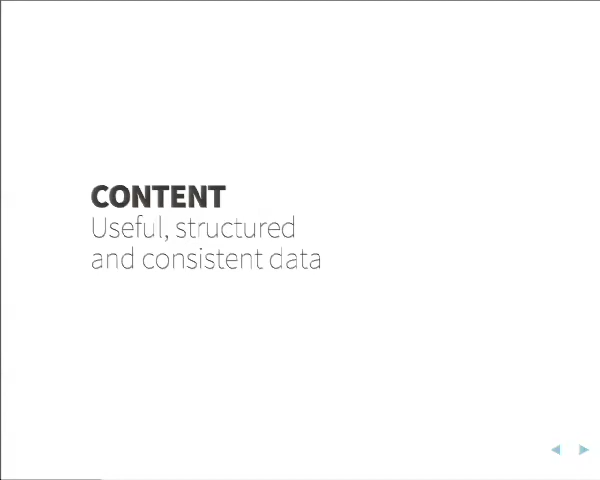 CONTENT
Useful, structured
and consistent data